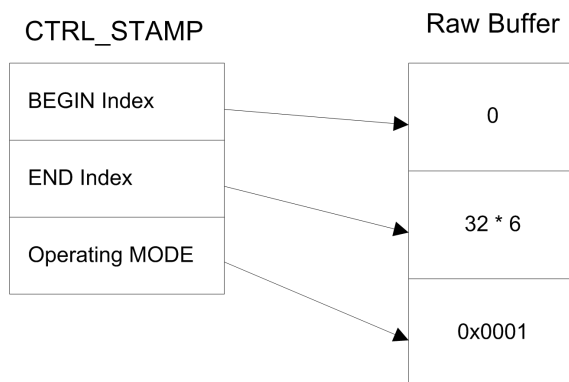 CTRL_STAMP
BEGIN Index
END Index
Operating MODE
Raw Buffer
0
32 * 6
0x0001